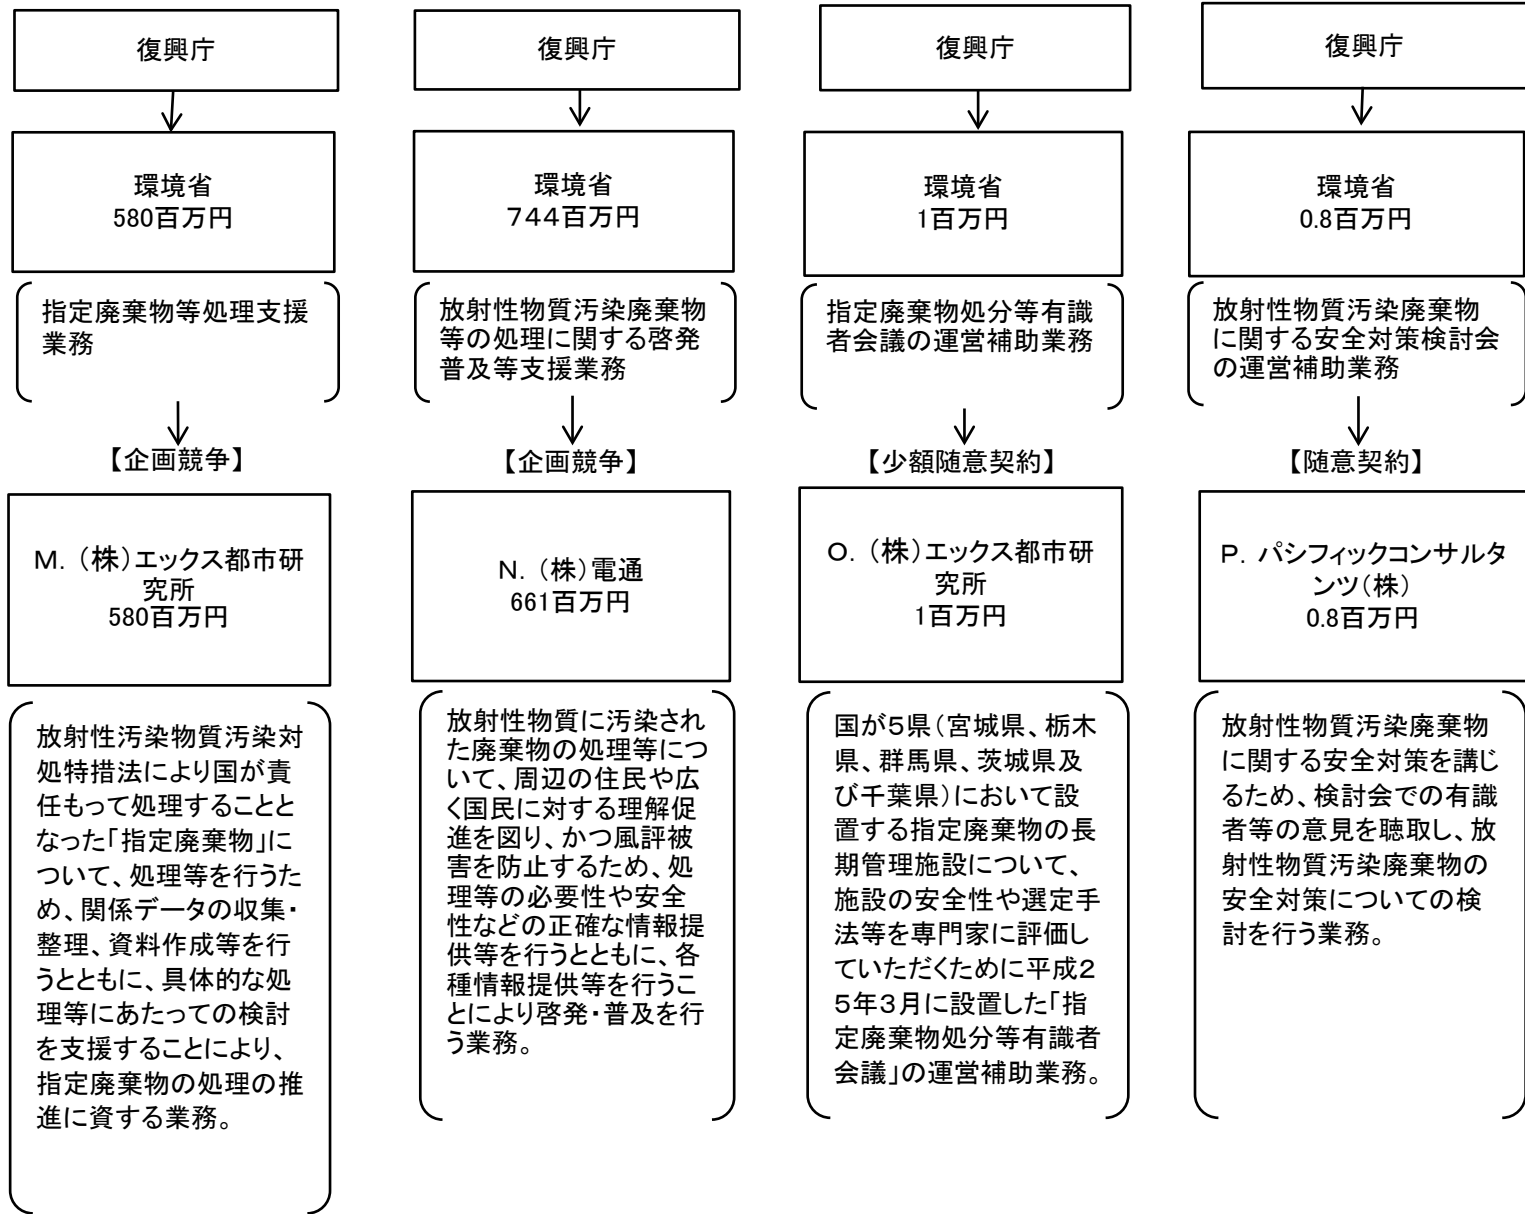 復興庁
環境省
580百万円
指定廃棄物等処理支援
業務
【企画競争】
M．（株）エックス都市研
究所
580百万円
放射性汚染物質汚染対
処特措法により国が責
任もって処理することと
なった「指定廃棄物」に
ついて、処理等を行うた
め、関係データの収集・
整理、資料作成等を行
うとともに、具体的な処
理等にあたっての検討
を支援することにより、
指定廃棄物の処理の推
進に資する業務。
復興庁
環境省
７４４百万円
放射性物質汚染廃棄物
等の処理に関する啓発
普及等支援業務
【企画競争】
N．（株）電通
661百万円
放射性物質に汚染され
た廃棄物の処理等につ
いて、周辺の住民や広
く国民に対する理解促
進を図り、かつ風評被
害を防止するため、処
理等の必要性や安全
性などの正確な情報提
供等を行うとともに、各
種情報提供等を行うこ
とにより啓発・普及を行
う業務。
復興庁
環境省
1百万円
指定廃棄物処分等有識
者会議の運営補助業務
【少額随意契約】
O．（株）エックス都市研
究所
1百万円
国が５県（宮城県、栃木
県、群馬県、茨城県及
び千葉県）において設
置する指定廃棄物の長
期管理施設について、
施設の安全性や選定手
法等を専門家に評価し
ていただくために平成２
５年３月に設置した「指
定廃棄物処分等有識者
会議」の運営補助業務。
復興庁
環境省
0.8百万円
放射性物質汚染廃棄物
に関する安全対策検討会
の運営補助業務
【随意契約】
P．パシフィックコンサルタ
ンツ（株）
0.8百万円
放射性物質汚染廃棄物
に関する安全対策を講じ
るため、検討会での有識
者等の意見を聴取し、放
射性物質汚染廃棄物の
安全対策についての検
討を行う業務。